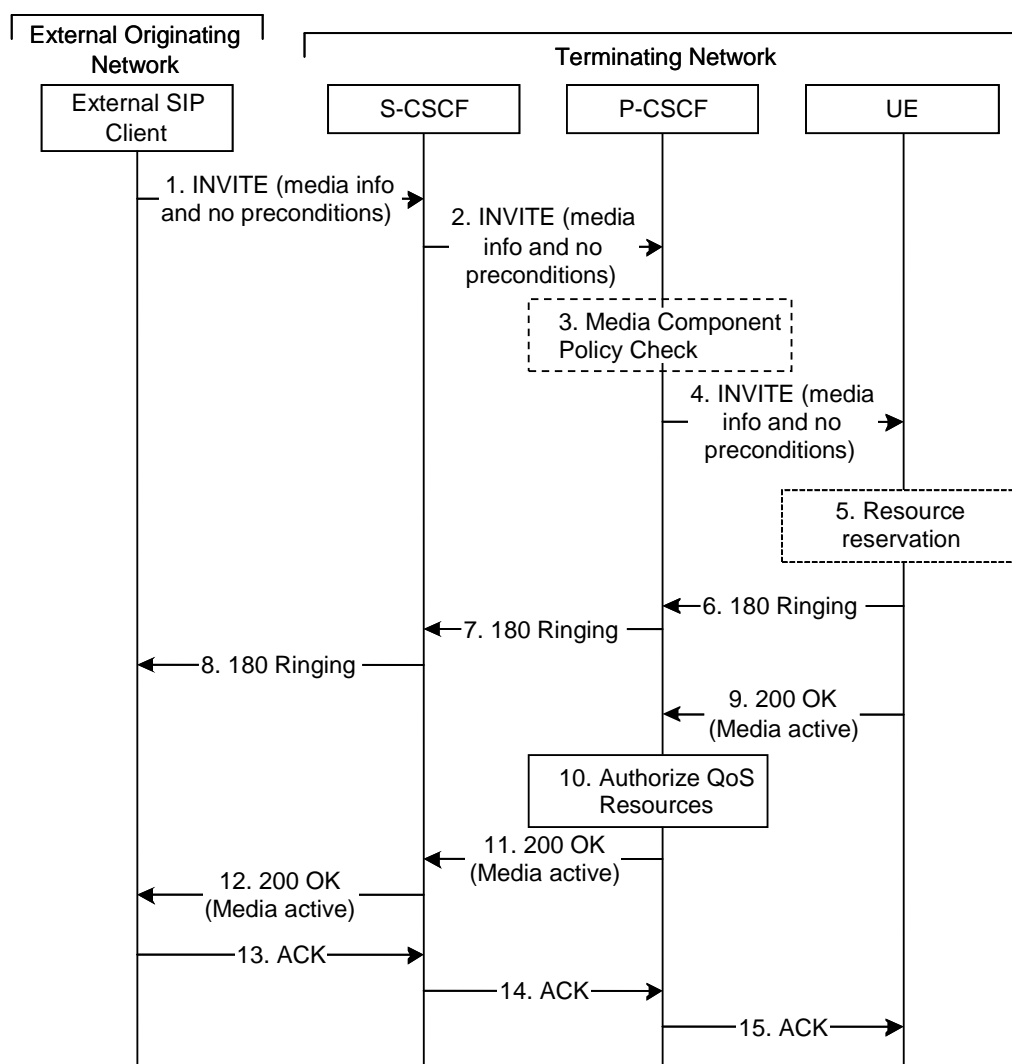 External Originating
Network
Terminating Network
External SIP
Client
S-CSCF
P-CSCF
UE
1. INVITE (media info
and no preconditions)
2. INVITE (media
info and no
preconditions)
3. Media Component
Policy Check
4. INVITE (media
info and no
preconditions)
5. Resource
reservation
6. 180 Ringing
7. 180 Ringing
8. 180 Ringing
9. 200 OK
(Media active)
10. Authorize QoS
Resources
11. 200 OK
(Media active)
12. 200 OK
(Media active)
13. ACK
14. ACK
15. ACK